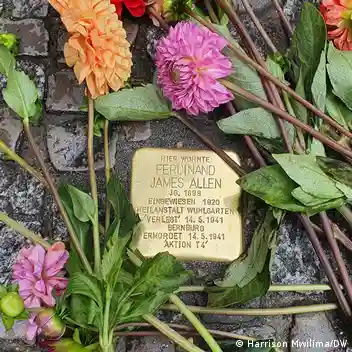 HIER WOHNTE
FERDINAND
JAMES ALLEN
JG. 1898
EINGEWIESEN 1920
HEILANSTALT WUHLGARTEN
"VERLEGT" 14.5.1941
BERNBURG
ERMORDET 14.5.1941
"AKTION T4"
© Harrison Mwilima/DW